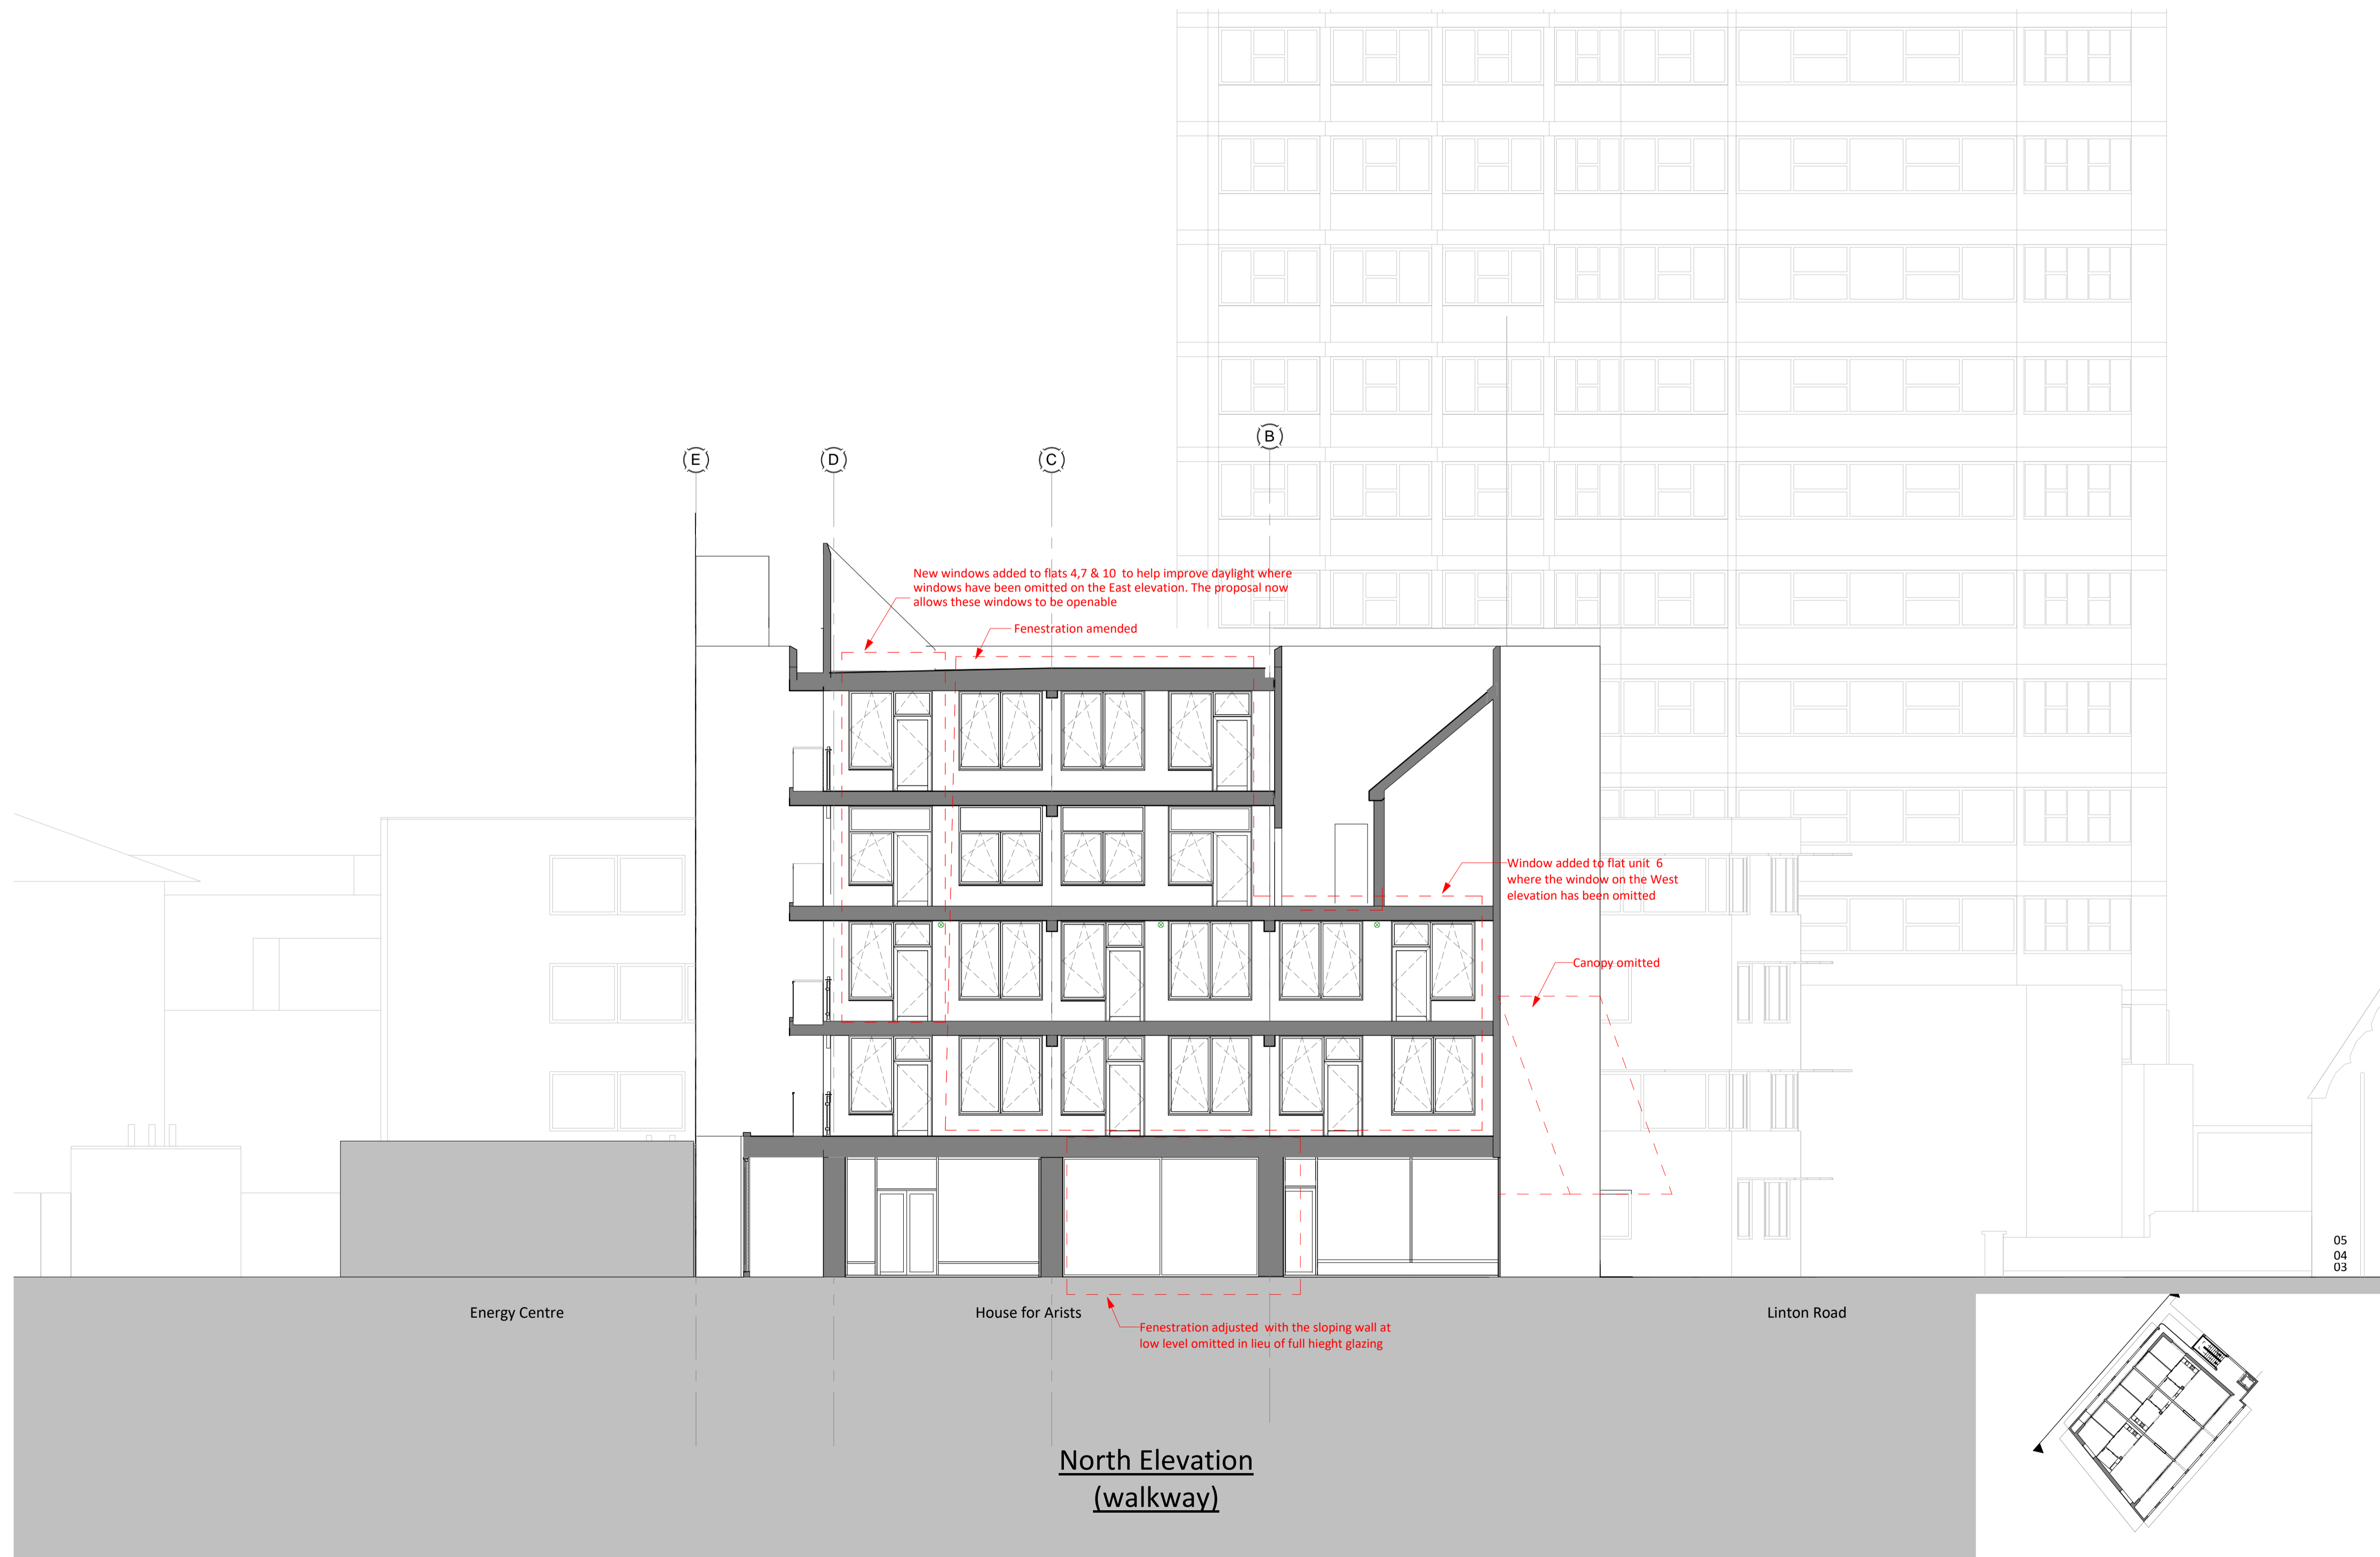 B
E
D
C
New windows added to flats 4,7 & 10 to help improve daylight where
windows have been omitted on the East elevation. The proposal now
allows these windows to be openable
Fenestration amended
Window added to flat unit 6
where the window on the West
elevation has been omitted
Canopy omitted
05
04
03
Energy Centre
House for Arists
Linton Road
Fenestration adjusted with the sloping wall at
low level omitted in lieu of full hieght glazing
North Elevation
(walkway)